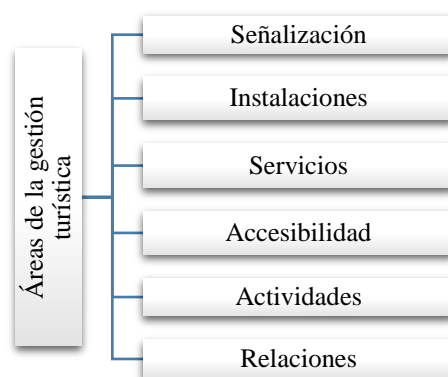 Áreas de la gestión
turística
Señalización
Instalaciones
Servicios
Accesibilidad
Actividades
Relaciones